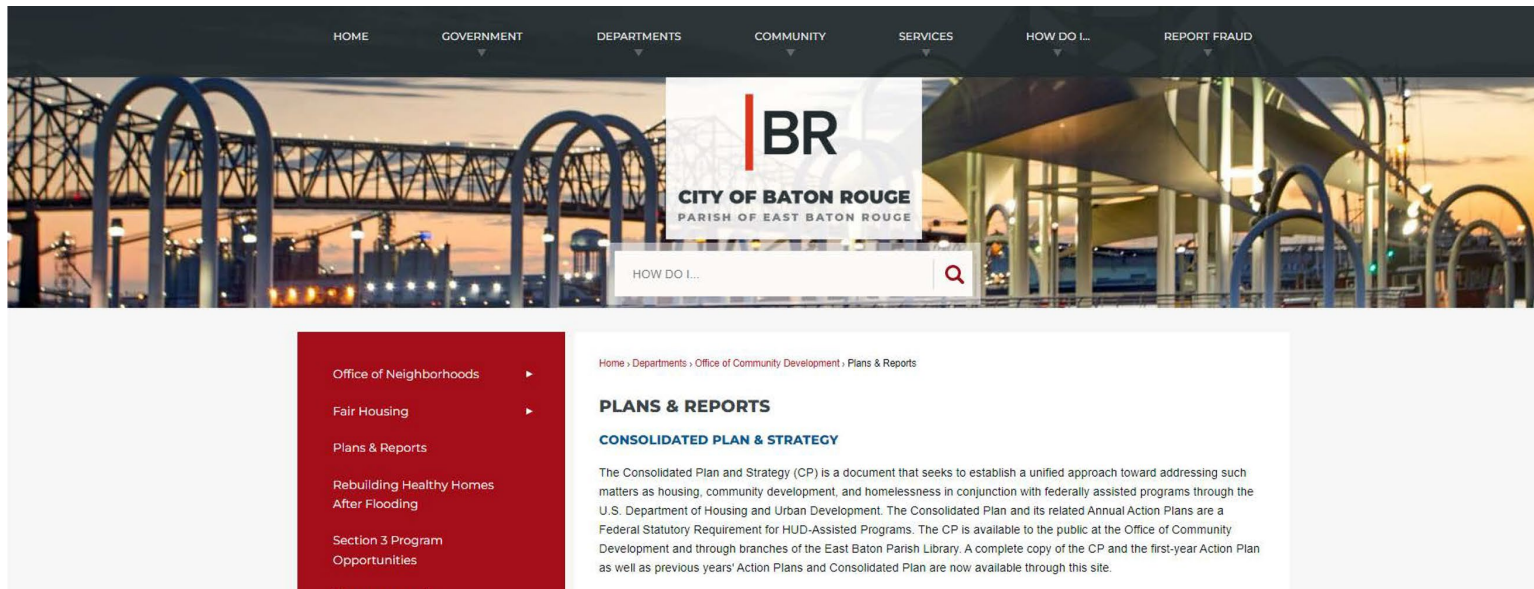 HOME GOVERNMENT DEPARTMENTS COMMUNITY SERVICES HOW DO I... REPORT FRAUD
BR
CITY OF BATON ROUGE
PARISH OF EAST BATON ROUGE
HOW DO I...
Office of Neighborhoods
Fair Housing
Plans & Reports
Rebuilding Healthy Homes
After Flooding
Section 3 Program
Opportunities
Home › Departments › Office of Community Development › Plans & Reports
PLANS & REPORTS
CONSOLIDATED PLAN & STRATEGY
The Consolidated Plan and Strategy (CP) is a document that seeks to establish a unified approach toward addressing such
matters as housing, community development, and homelessness in conjunction with federally assisted programs through the
U.S. Department of Housing and Urban Development. The Consolidated Plan and its related Annual Action Plans are a
Federal Statutory Requirement for HUD-Assisted Programs. The CP is available to the public at the Office of Community
Development and through branches of the East Baton Parish Library. A complete copy of the CP and the first-year Action Plan
as well as previous years' Action Plans and Consolidated Plan are now available through this site.